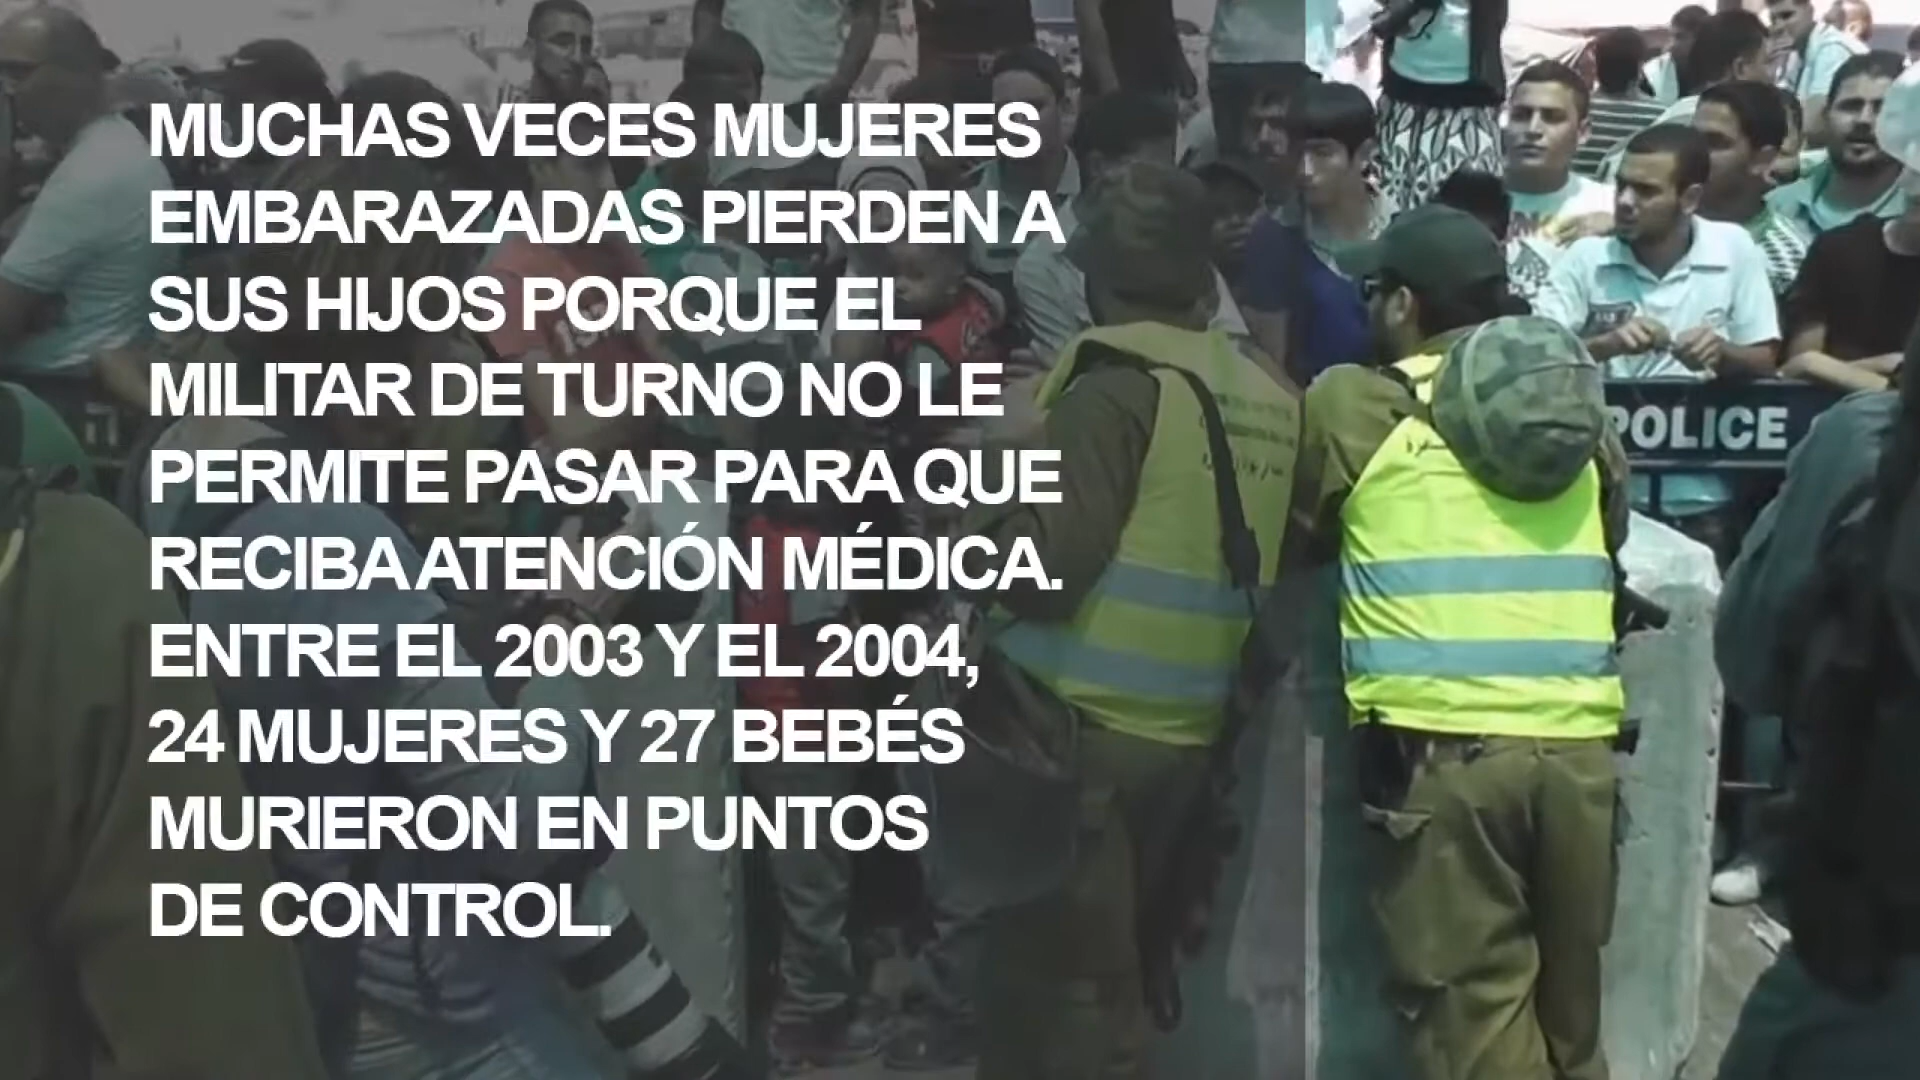 MUCHAS VECES MUJERES
EMBARAZADAS PIERDEN A
SUS HIJOS PORQUE EL
MILITAR DE TURNO NO LE
PERMITE PASAR PARA QUE
RECIBA ATENCIÓN MÉDICA.
ENTRE EL 2003 Y EL 2004,
24 MUJERES Y 27 BEBÉS
MURIERON EN PUNTOS
DE CONTROL.
POLICE